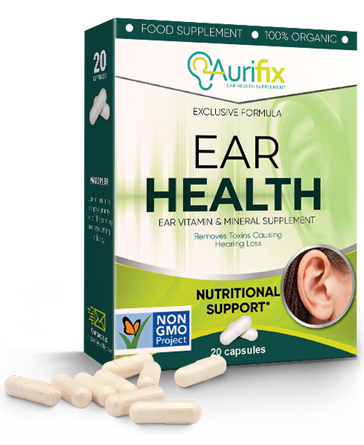 FOOD SUPPLEMENT • 100% ORGANIC
Aurifix
EAR HEALTH SUPPLEMENT
EXCLUSIVE FORMULA
EAR
HEALTH
EAR VITAMIN & MINERAL SUPPLEMENT
Removes Toxins Causing
Hearing Loss
NUTRITIONAL
SUPPORT*
NON
GMO
Project
20 capsules
20
CAPSULES